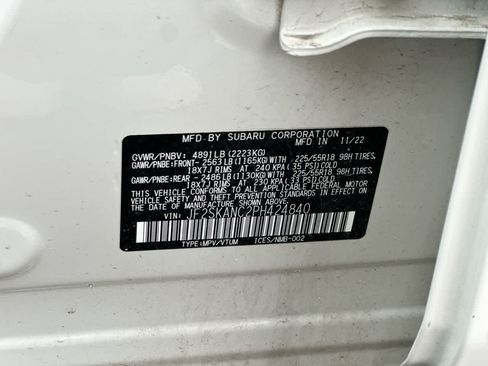 MFD BY SUBARU CORPORATION
MFD IN 11/22
GVWR/PNBV: 4891LB (2223KG)
GAWR/PNBE:FRONT- 2563LB(1165KG)WITH 225/55R18 98H TIRES,
18X7J RIMS AT 240 KPA(35 PSI)COLD
GAWR/PNBE:REAR - 2486LB(1130KG)WITH 225/55R18 98H TIRES,
18X7J RIMS AT 230 KPA(33 PSI)COLD
THIS VEHICLE CONFORMS TO ALL APPLICABLE FEDERAL MOTOR
VEHICLE SAFETY STANDARDS IN EFFECT
ON THE DATE OF MANUFACTURE SHOWN ABOVE.
VIN: JF2SKANC2PH424840
TYPE:MPV/VTUM ICES/NMB-002